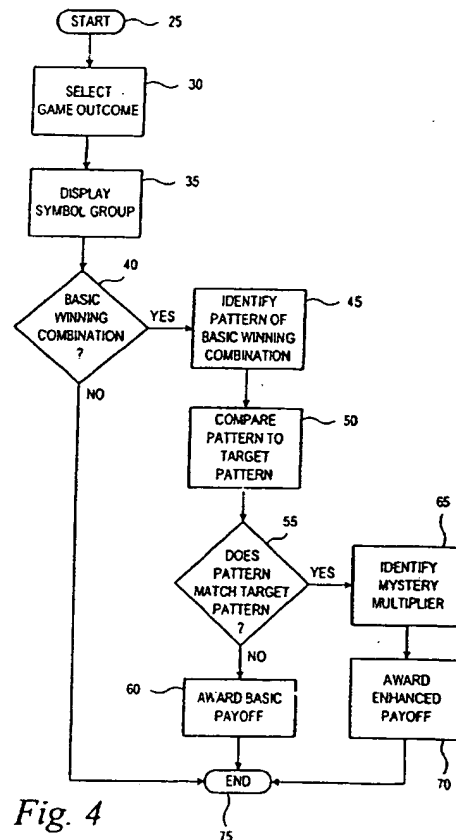 START
25
SELECT
GAME OUTCOME
30
DISPLAY
SYMBOL GROUP
35
BASIC
WINNING
COMBINATION
?
40
YES
NO
IDENTIFY
PATTERN OF
BASIC WINNING
COMBINATION
45
COMPARE
PATTERN TO
TARGET
PATTERN
50
DOES
PATTERN
MATCH TARGET
PATTERN
?
55
YES
NO
IDENTIFY
MYSTERY
MULTIPLIER
65
60
AWARD BASIC
PAYOFF
AWARD
ENHANCED
PAYOFF
70
END
75
Fig. 4